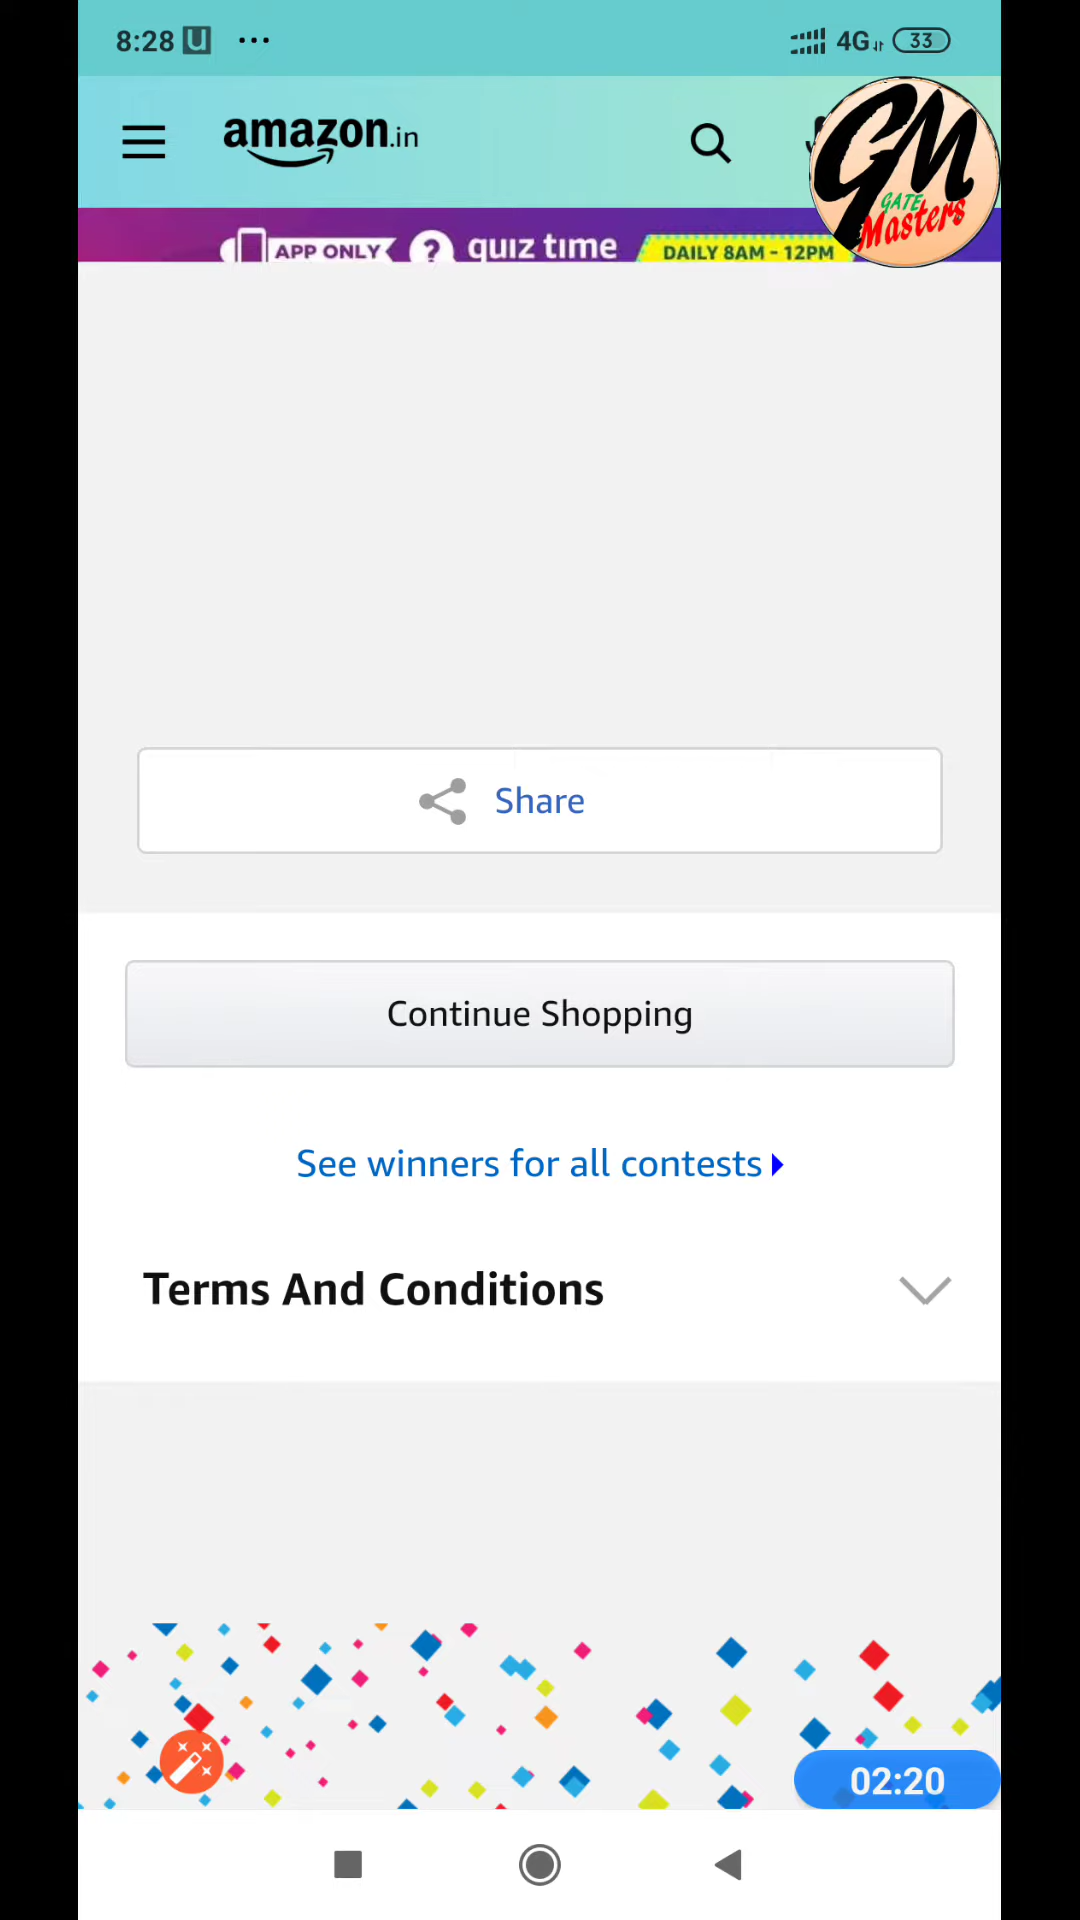 8:28 U ... 4G 33
amazon.in
GM
GATE
Masters
APP ONLY ? quiz time DAILY 8AM - 12PM
Share
Continue Shopping
See winners for all contests
Terms And Conditions
02:20